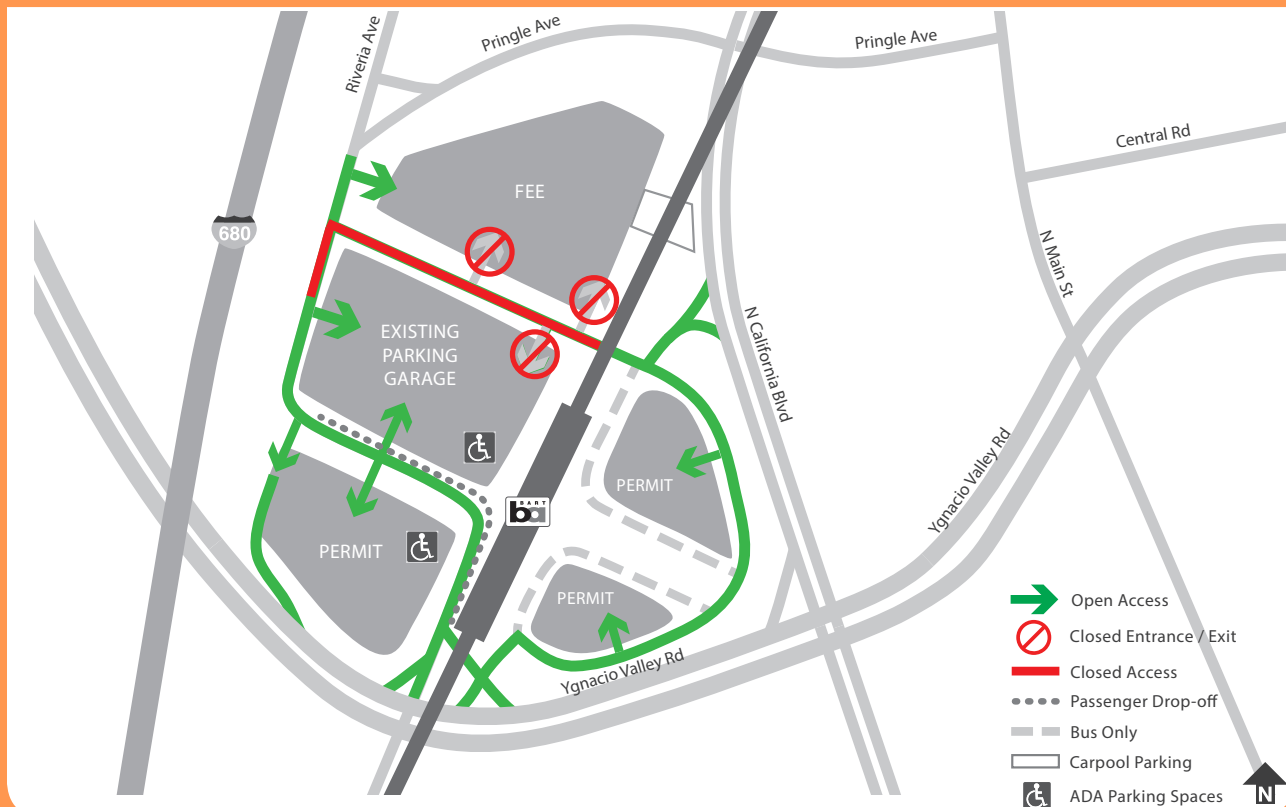 Riveria Ave
Pringle Ave
Pringle Ave
Central Rd
FEE
680
N Main St
EXISTING
PARKING
GARAGE
N California Blvd
Ygnacio Valley Rd
PERMIT
BART
ba
PERMIT
PERMIT
Ygnacio Valley Rd
Open Access
Closed Entrance / Exit
Closed Access
Passenger Drop-off
Bus Only
Carpool Parking
ADA Parking Spaces
N